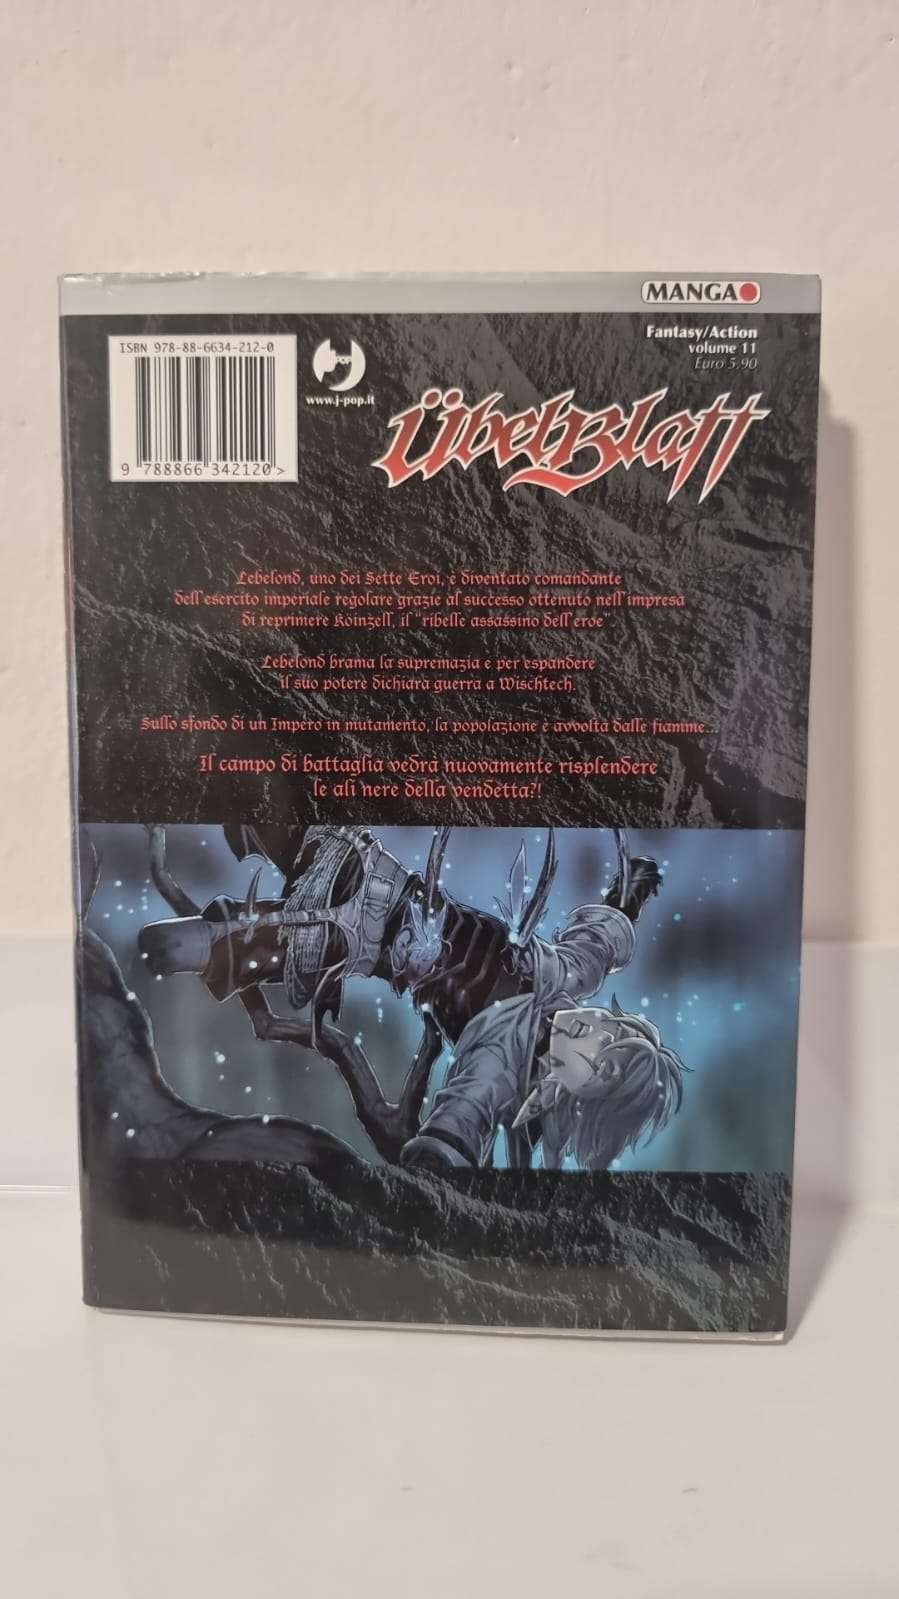 MANGA
ISBN 978-88-6634-212-0
9 788866 342120 >
J POP
www.j-pop.it
Fantasy/Action
volume 11
Euro 5,90
ÜbelBlatt
Lebelond, uno dei Sette Eroi, è diventato comandante
dell'esercito imperiale regolare grazie al successo ottenuto nell'impresa
di reprimere Köinzell, il "ribelle assassino dell'eroe".
Lebelond brama la supremazia e per espandere
il suo potere dichiara guerra a Wischtech.
Sullo sfondo di un Impero in mutamento, la popolazione è avvolta dalle fiamme...
Il campo di battaglia vedrà nuovamente risplendere
le ali nere della vendetta?!